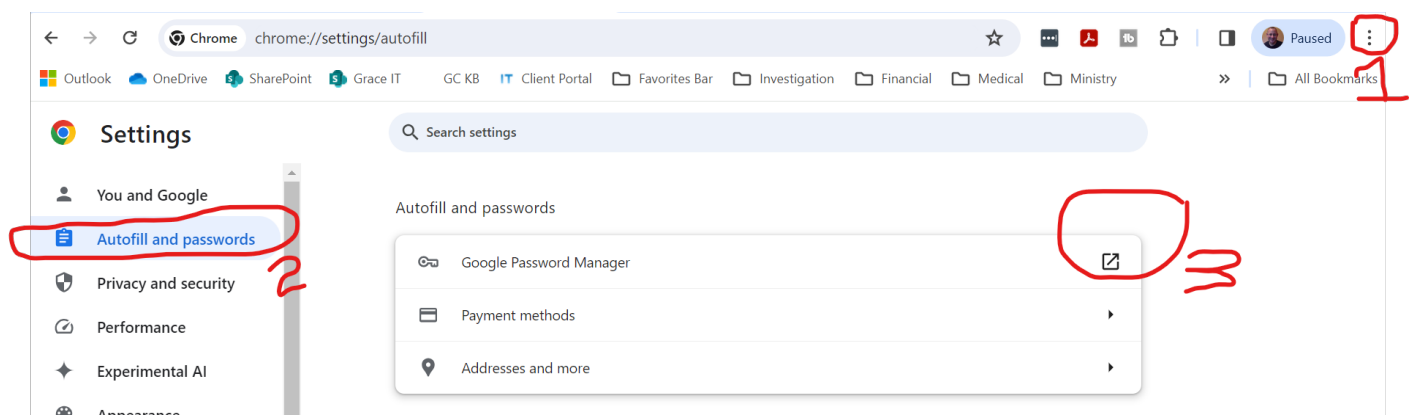 Chrome chrome://settings/autofill Paused
Outlook OneDrive SharePoint Grace IT GC KB IT Client Portal Favorites Bar Investigation Financial Medical Ministry » All Bookmarks
1
Settings Search settings
You and Google
Autofill and passwords
Autofill and passwords
2
Google Password Manager
3
Privacy and security
Payment methods
Performance
Addresses and more
Experimental AI
Appearance